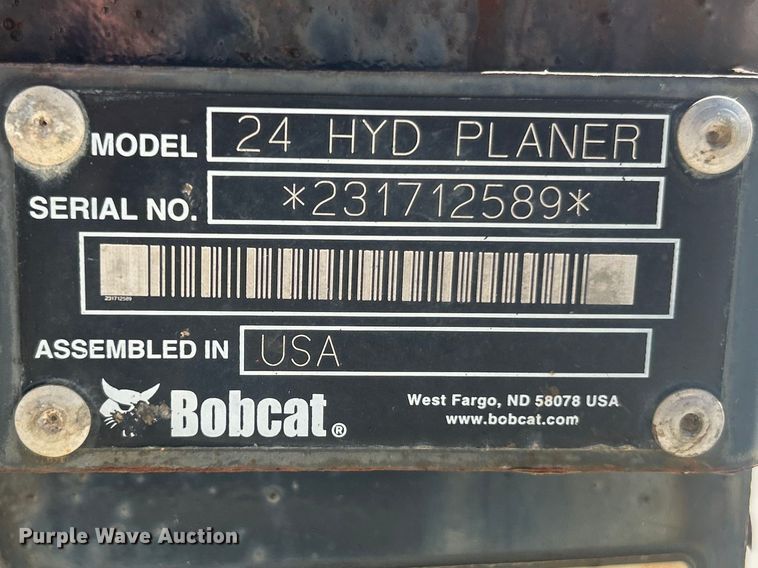 MODEL 24 HYD PLANER
SERIAL NO. *231712589*
231712589
ASSEMBLED IN USA
Bobcat®
West Fargo, ND 58078 USA
www.bobcat.com
Purple Wave Auction